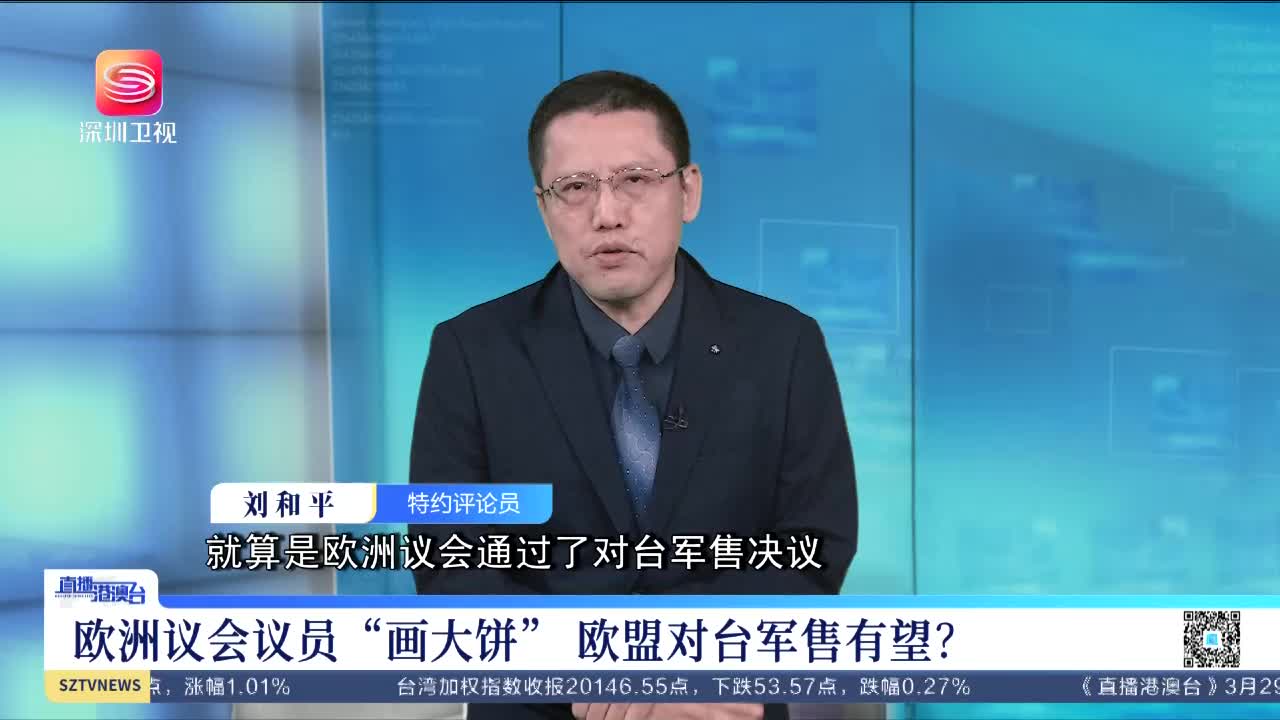 深圳卫视
刘和平
特约评论员
就算是欧洲议会通过了对台军售决议
直播港澳台
欧洲议会议员“画大饼” 欧盟对台军售有望？
SZTVNEWS
点，涨幅1.01% 台湾加权指数收报20146.55点，下跌53.57点，跌幅0.27% 《直播港澳台》3月29